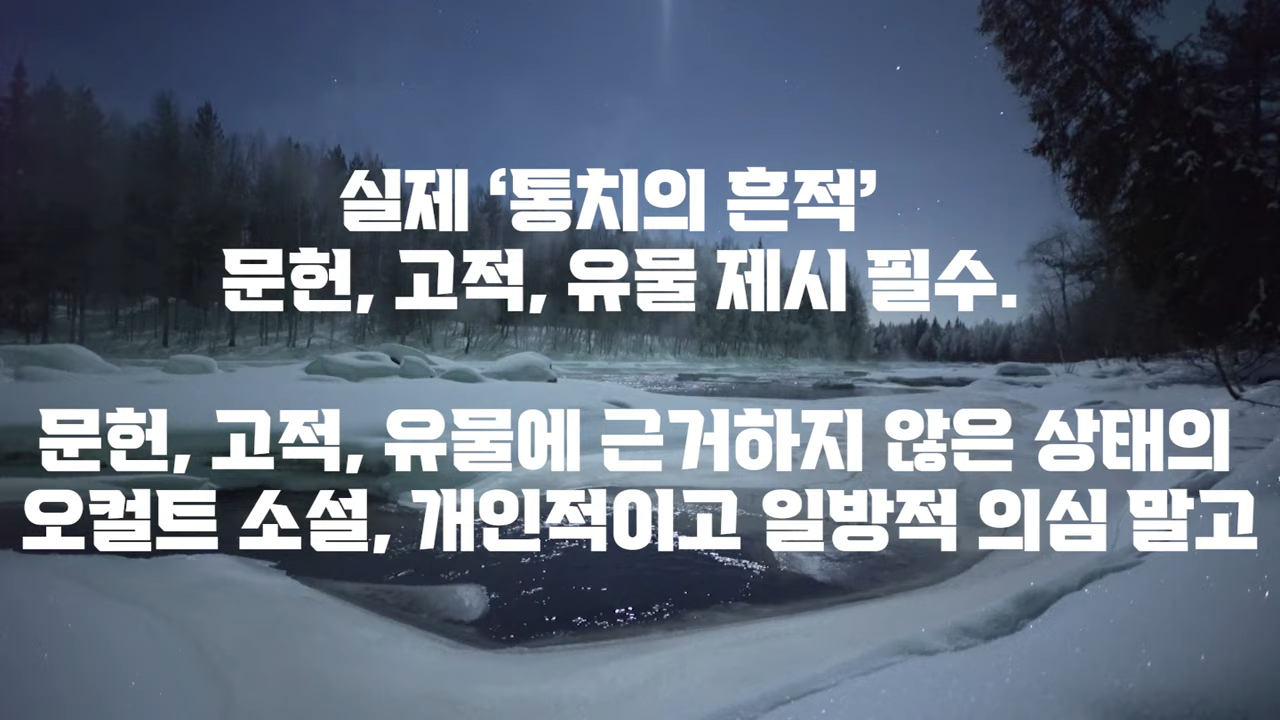 실제 ‘통치의 흔적’
문헌, 고적, 유물 제시 필수.
문헌, 고적, 유물에 근거하지 않은 상태의
오컬트 소설, 개인적이고 일방적 의심 말고